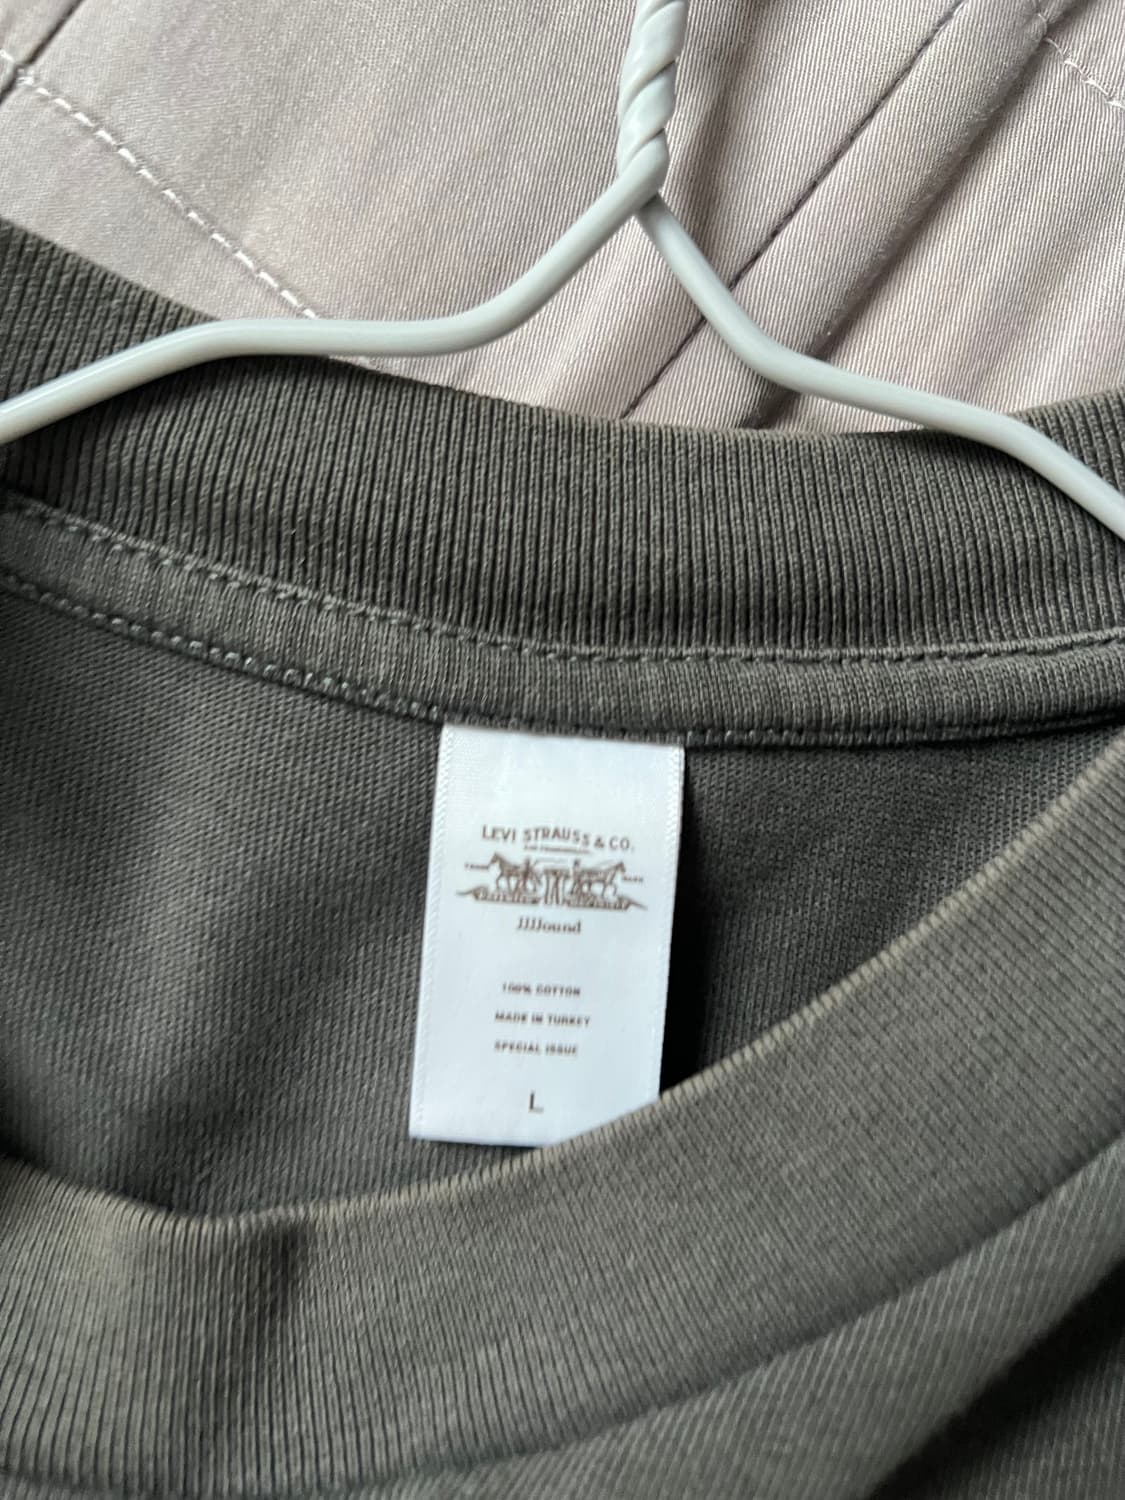 LEVI STRAUSS & CO.
JJJJound
100% COTTON
MADE IN TURKEY
SPECIAL ISSUE
L